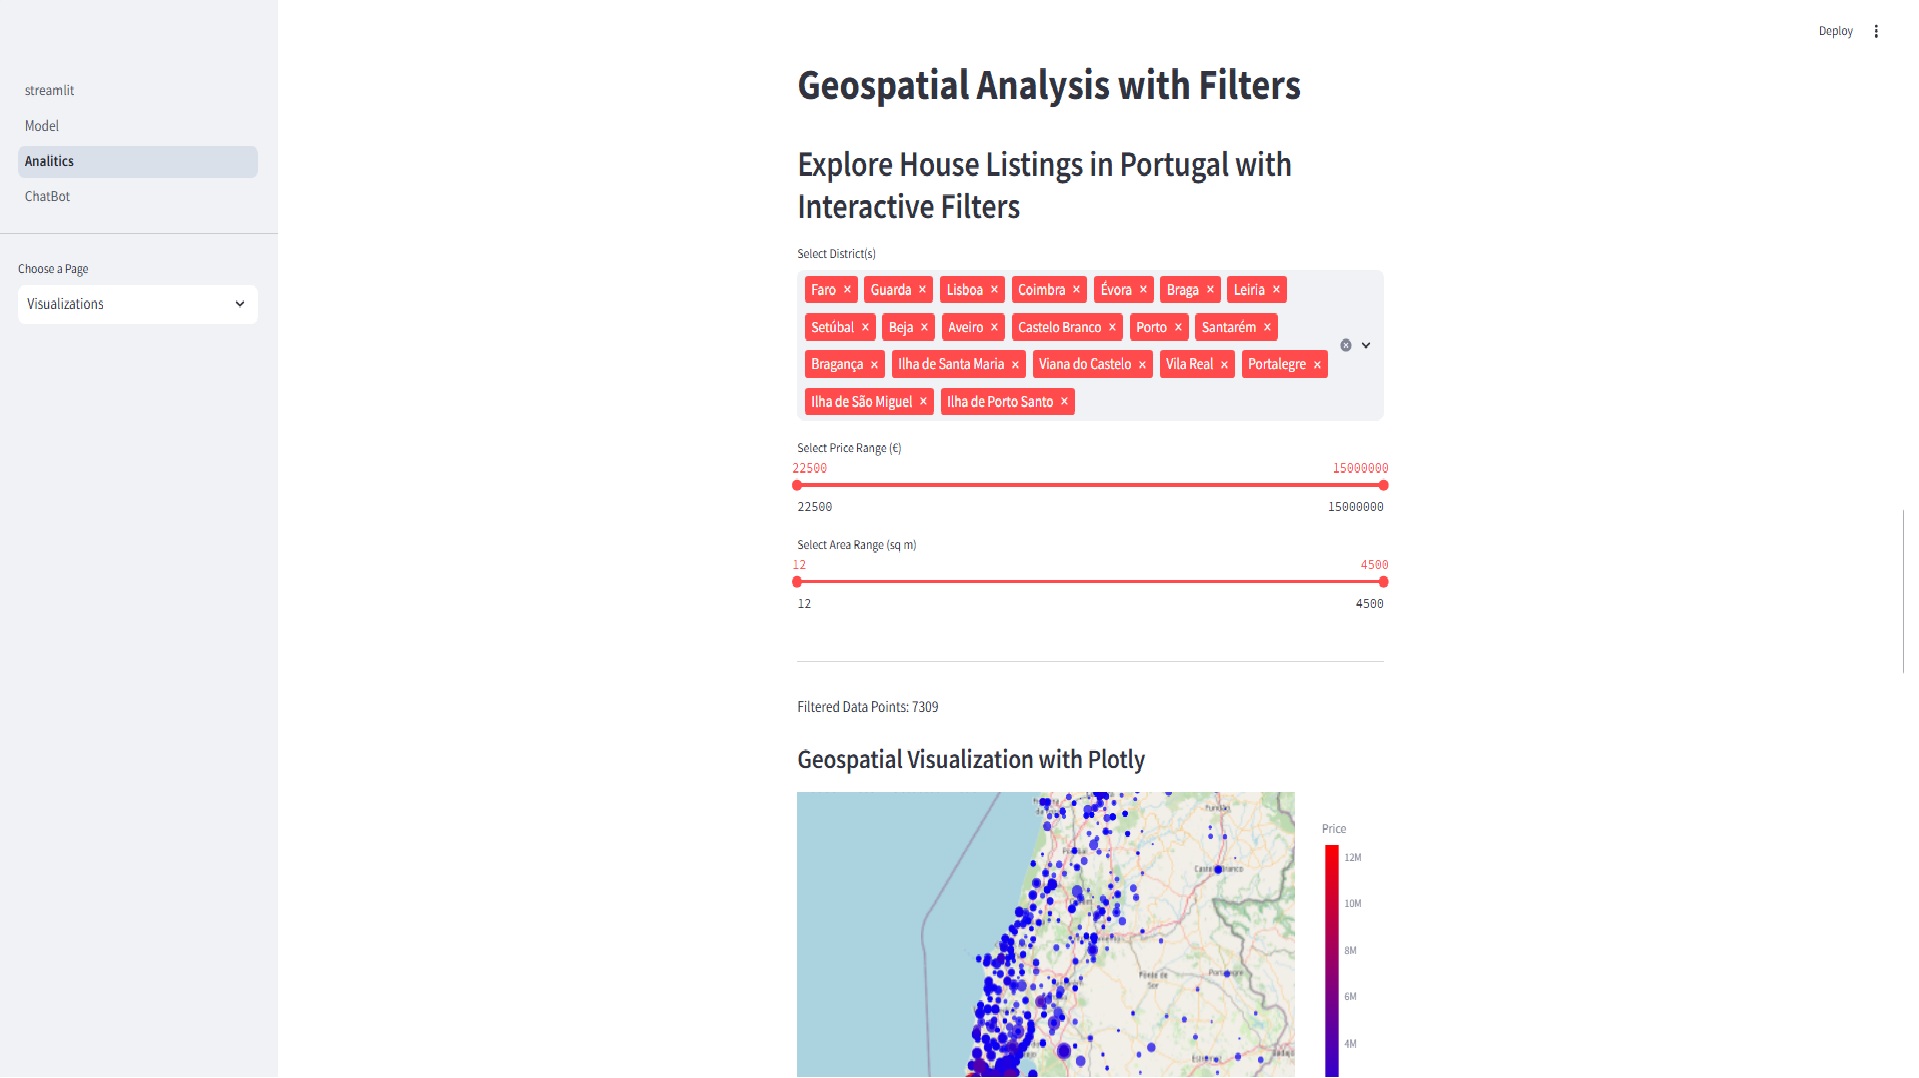 Deploy
streamlit
Model
Analitics
ChatBot
Choose a Page
Visualizations
Geospatial Analysis with Filters
Explore House Listings in Portugal with
Interactive Filters
Select District(s)
Faro × Guarda × Lisboa × Coimbra × Évora × Braga × Leiria ×
Setúbal × Beja × Aveiro × Castelo Branco × Porto × Santarém ×
Bragança × Ilha de Santa Maria × Viana do Castelo × Vila Real × Portalegre ×
Ilha de São Miguel × Ilha de Porto Santo ×
Select Price Range (€)
22500 15000000
22500 15000000
Select Area Range (sq m)
12 4500
12 4500
Filtered Data Points: 7309
Geospatial Visualization with Plotly
Price
12M
10M
8M
6M
4M
Fundão
Ponte de
Sor